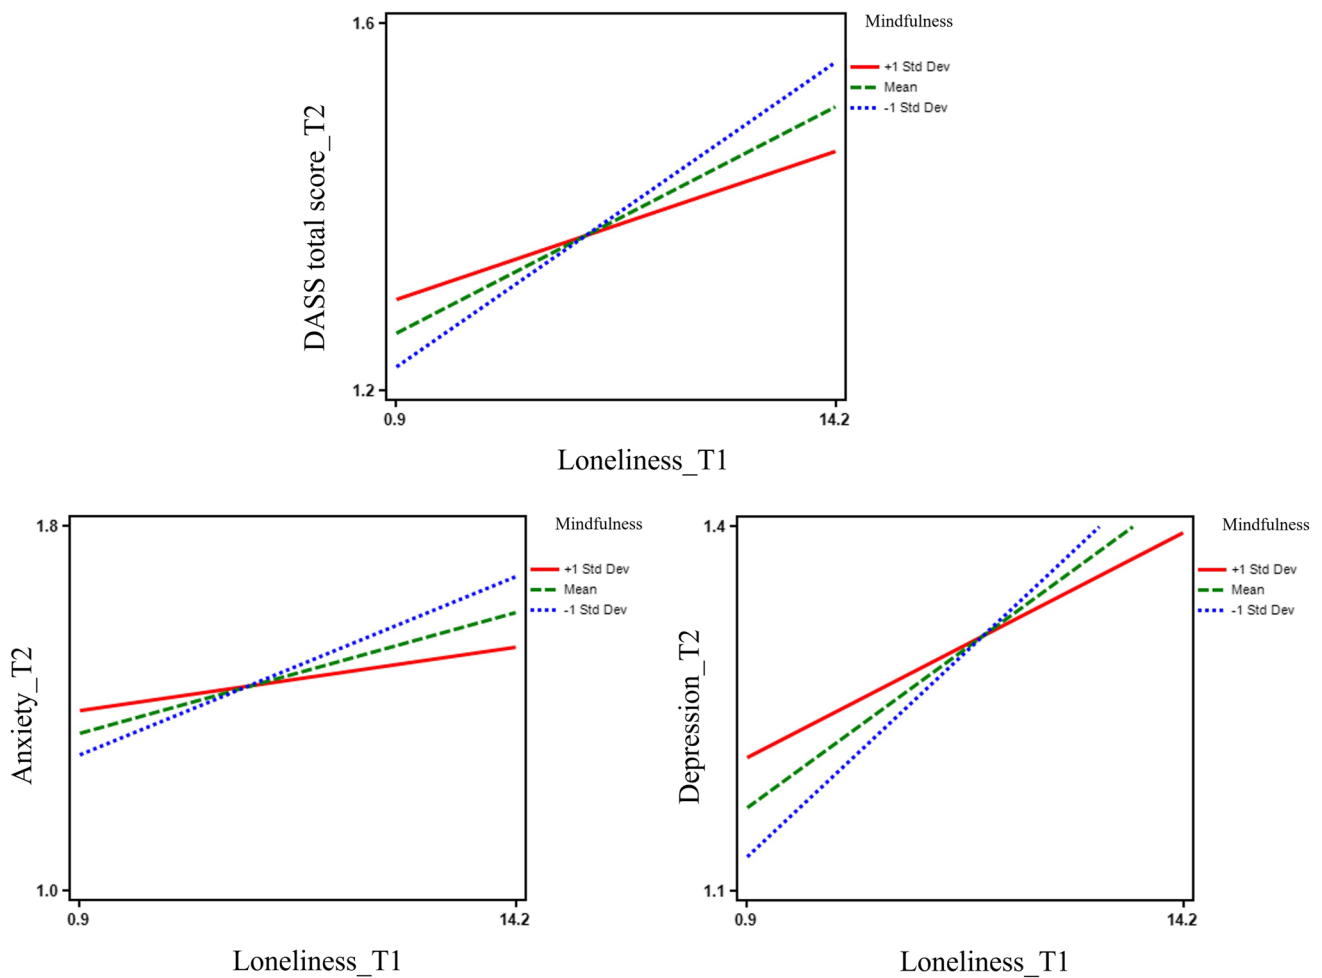 Mindfulness
+1 Std Dev
Mean
-1 Std Dev
1.6
DASS total score_T2
1.2
0.9
14.2
Loneliness_T1
Mindfulness
+1 Std Dev
Mean
-1 Std Dev
1.8
Anxiety_T2
1.0
0.9
14.2
Loneliness_T1
Mindfulness
+1 Std Dev
Mean
-1 Std Dev
1.4
Depression_T2
1.1
0.9
14.2
Loneliness_T1